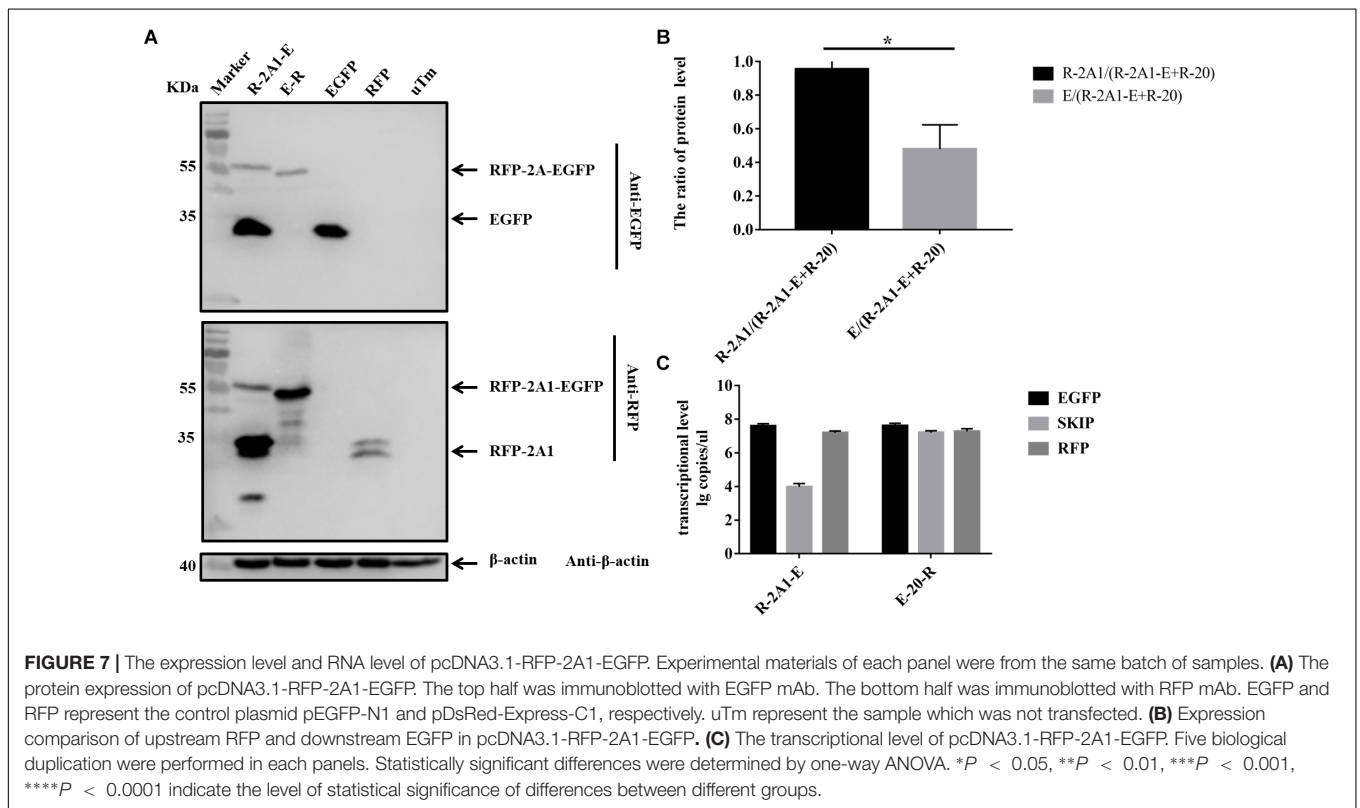 A
KDa
Marker
R-2A1-E
E-R
EGFP
RFP
uTm
55
35
RFP-2A-EGFP
EGFP
Anti-EGFP
55
35
RFP-2A1-EGFP
RFP-2A1
Anti-RFP
40
β-actin
Anti-β-actin
B
*
The ratio of protein level
1.0
0.8
0.6
0.4
0.2
0.0
R-2A1/(R-2A1-E+R-20)
E/(R-2A1-E+R-20)
R-2A1/(R-2A1-E+R-20)
E/(R-2A1-E+R-20)
C
transcriptional level
lg copies/ul
10
8
6
4
2
0
R-2A1-E
E-20-R
EGFP
SKIP
RFP
FIGURE 7 | The expression level and RNA level of pcDNA3.1-RFP-2A1-EGFP. Experimental materials of each panel were from the same batch of samples. (A) The
protein expression of pcDNA3.1-RFP-2A1-EGFP. The top half was immunoblotted with EGFP mAb. The bottom half was immunoblotted with RFP mAb. EGFP and
RFP represent the control plasmid pEGFP-N1 and pDsRed-Express-C1, respectively. uTm represent the sample which was not transfected. (B) Expression
comparison of upstream RFP and downstream EGFP in pcDNA3.1-RFP-2A1-EGFP. (C) The transcriptional level of pcDNA3.1-RFP-2A1-EGFP. Five biological
duplication were performed in each panels. Statistically significant differences were determined by one-way ANOVA. *P < 0.05, **P < 0.01, ***P < 0.001,
****P < 0.0001 indicate the level of statistical significance of differences between different groups.